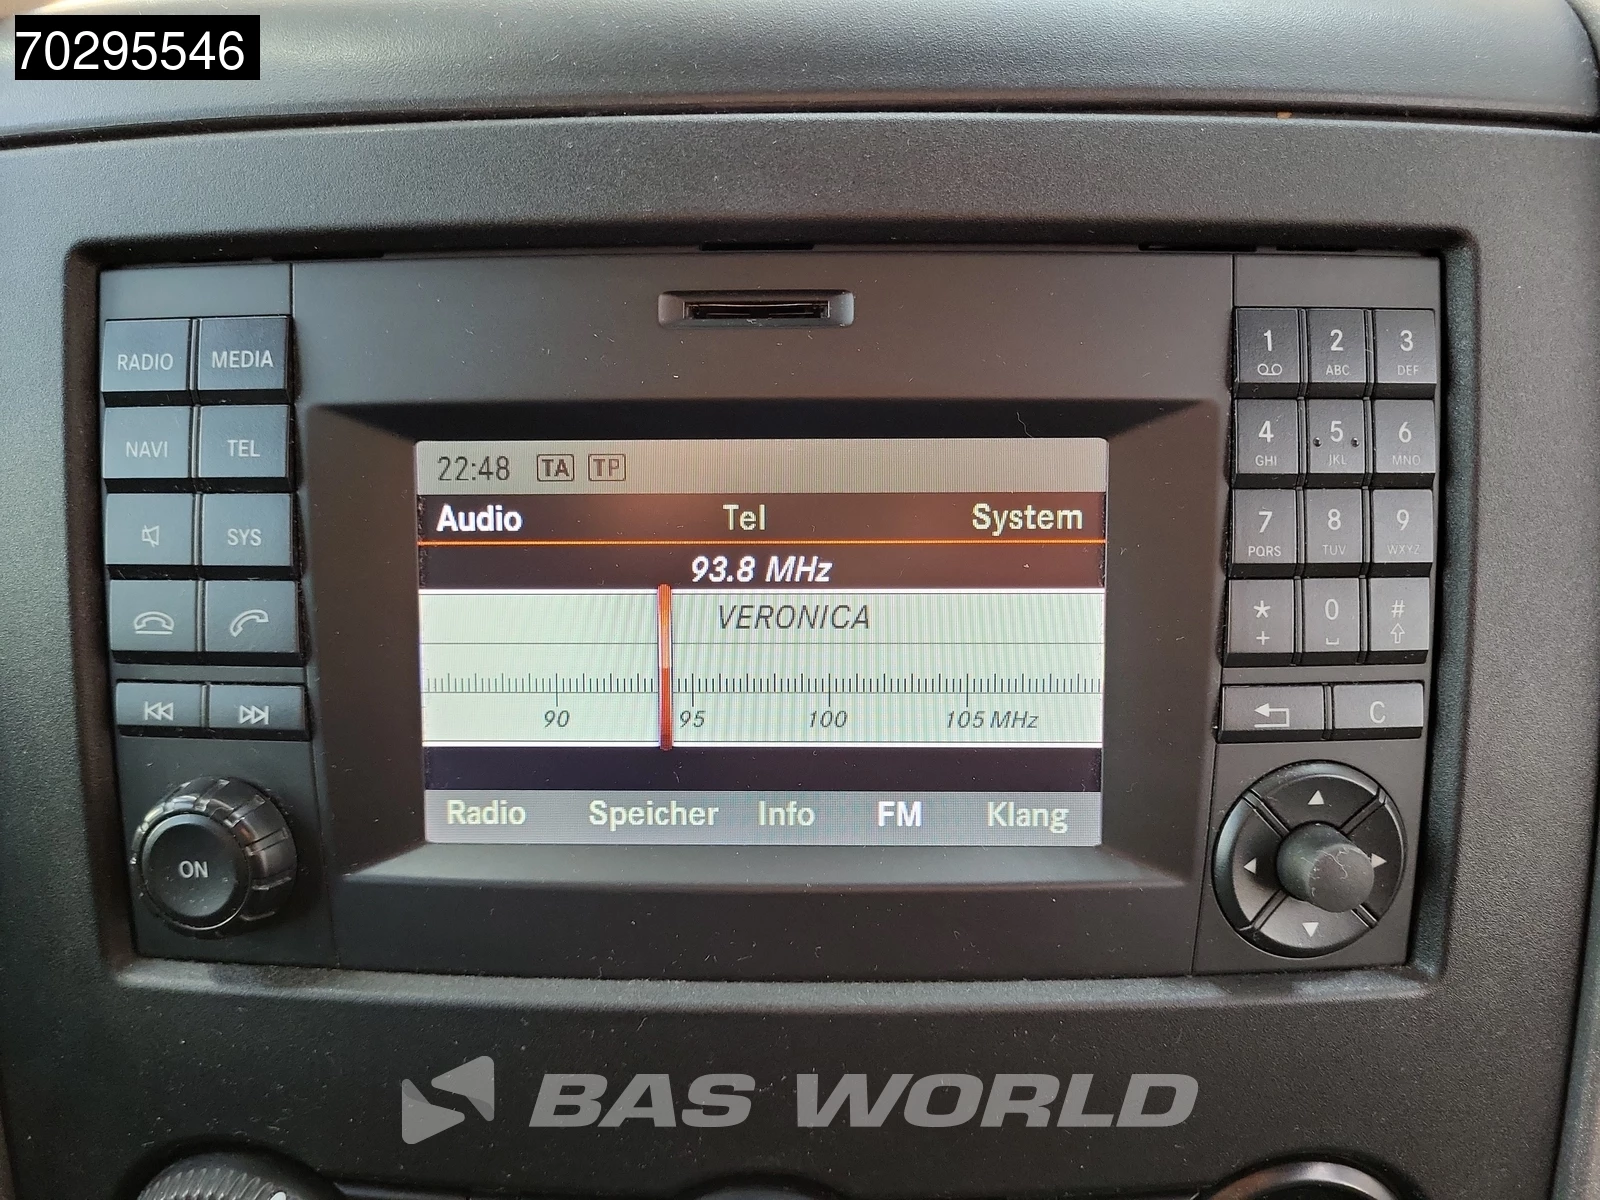 70295546
RADIO MEDIA
NAVI TEL
SYS
ON
22:48 TA TP
Audio Tel System
93.8 MHz
VERONICA
90 95 100 105 MHz
Radio Speicher Info FM Klang
1 2 ABC 3 DEF
4 GHI 5 JKL 6 MNO
7 PQRS 8 TUV 9 WXYZ
* + 0 #
C
BAS WORLD